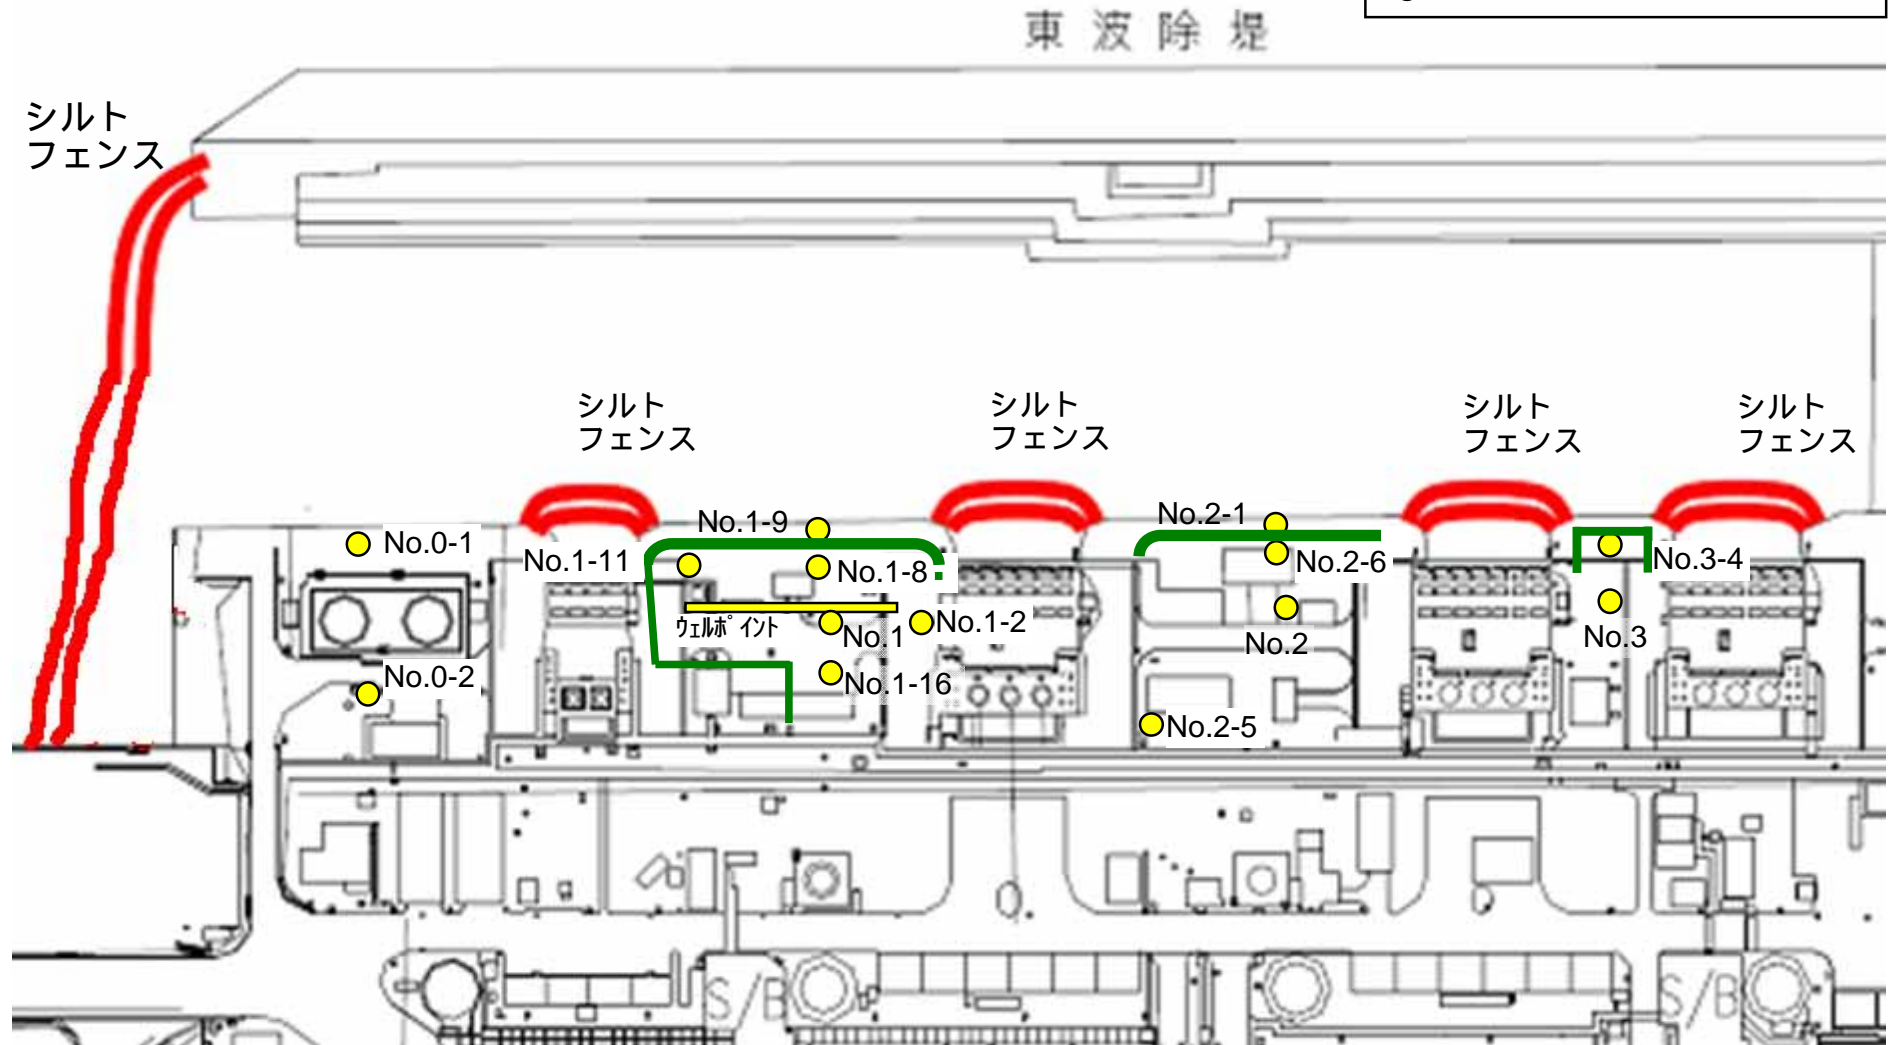 東波除堤
シルト
フェンス
シルト
フェンス
シルト
フェンス
シルト
フェンス
シルト
フェンス
No.1-9
No.2-1
No.0-1
No.1-11
No.1-8
No.2-6
No.3-4
ｳｪﾙﾎﾟｲﾝﾄ
No.1
No.1-2
No.2
No.3
No.0-2
No.1-16
No.2-5
S/B
S/B